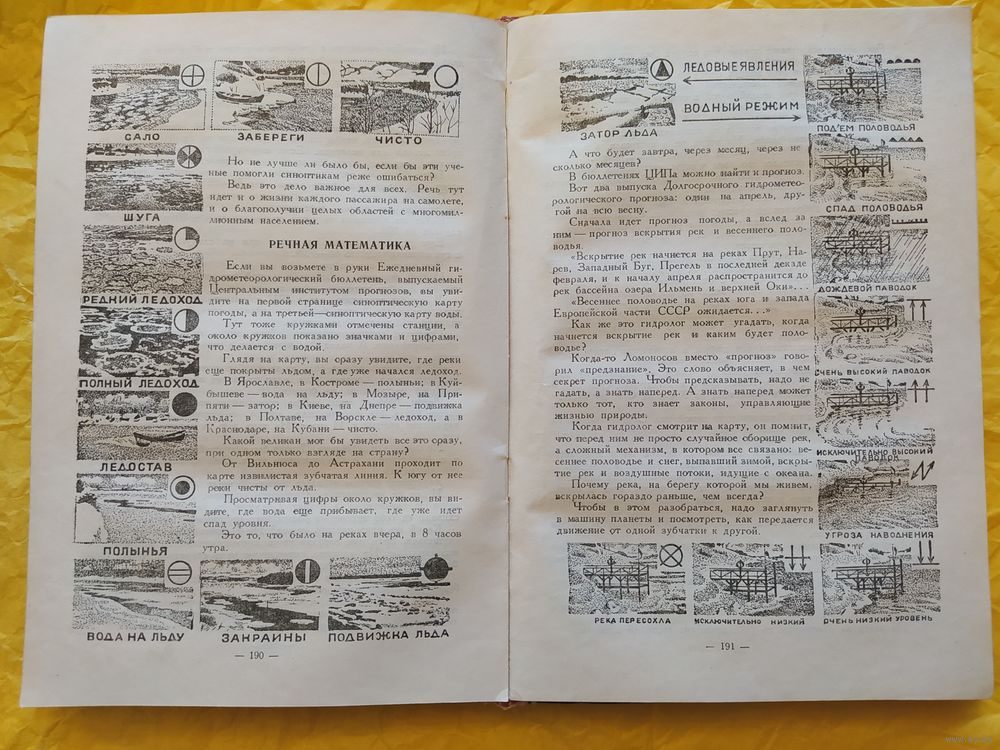 САЛО
ЗАБЕРЕГИ
ЧИСТО
ШУГА
РЕДНИЙ ЛЕДОХОД
ПОЛНЫЙ ЛЕДОХОД
ЛЕДОСТАВ
ПОЛЫНЬЯ
ВОДА НА ЛЬДУ
ЗАКРАИНЫ
ПОДВИЖКА ЛЬДА
Но не лучше ли было бы, если бы эти уче-
ные помогли синоптикам реже ошибаться?
Ведь это дело важное для всех. Речь тут
идет и о жизни каждого пассажира на самолете,
и о благополучии целых областей с многомил-
лионным населением.
РЕЧНАЯ МАТЕМАТИКА
Если вы возьмете в руки Ежедневный ги-
дрометеорологический бюллетень, выпускаемый
Центральным институтом прогнозов, вы уви-
дите на первой странице синоптическую карту
погоды, а на третьей—синоптическую карту воды.
Тут тоже кружками отмечены станции, а
около кружков показано значками и цифрами,
что делается с водой.
Глядя на карту, вы сразу увидите, где реки
еще покрыты льдом, а где уже начался ледоход.
В Ярославле, в Костроме — полыньи; в Куй-
бышеве — вода на льду; в Мозыре, на При-
пяти — затор; в Киеве, на Днепре — подвижка
льда; в Полтаве, на Ворскле — ледоход, а в
Краснодаре, на Кубани — чисто.
Какой великан мог бы увидеть все это сразу,
при одном только взгляде на страну?
От Вильнюса до Астрахани проходит по
карте извилистая зубчатая линия. К югу от нее
реки чисты от льда.
Просматривая цифры около кружков, вы ви-
дите, где вода еще прибывает, где уже идет
спад уровня.
Это то, что было на реках вчера, в 8 часов
утра.
— 190 —
ЗАТОР ЛЬДА
ЛЕДОВЫЕ ЯВЛЕНИЯ
ВОДНЫЙ РЕЖИМ
ПОД'ЕМ ПОЛОВОДЬЯ
СПАД ПОЛОВОДЬЯ
ДОЖДЕВОЙ ПАВОДОК
ОЧЕНЬ ВЫСОКИЙ ПАВОДОК
ИСКЛЮЧИТЕЛЬНО ВЫСОКИЙ
ПАВОДОК
УГРОЗА НАВОДНЕНИЯ
РЕКА ПЕРЕСОХЛА
ИСКЛЮЧИТЕЛЬНО НИЗКИЙ
ОЧЕНЬ НИЗКИЙ УРОВЕНЬ
А что будет завтра, через месяц, через не
сколько месяцев?
В бюллетенях ЦИПа можно найти и прогноз.
Вот два выпуска Долгосрочного гидромете-
орологического прогноза: один на апрель, дру-
гой на всю весну.
Сначала идет прогноз погоды, а вслед за
ним — прогноз вскрытия рек и весеннего поло-
водья.
«Вскрытие рек начнется на реках Прут, На-
рев, Западный Буг, Прегель в последней декаде
февраля, и к началу апреля распространится до
рек бассейна озера Ильмень и верхней Оки»...
«Весеннее половодье на реках юга и запада
Европейской части СССР ожидается...»
Как же это гидролог может угадать, когда
начнется вскрытие рек и каким будет поло-
водье?
Когда-то Ломоносов вместо «прогноз» гово-
рил «предзнание». Это слово объясняет, в чем
секрет прогноза. Чтобы предсказывать, надо не
гадать, а знать наперед. А знать наперед может
только тот, кто знает законы, управляющие
жизнью природы.
Когда гидролог смотрит на карту, он помнит,
что перед ним не просто случайное сборище рек,
а сложный механизм, в котором все связано: ве-
сеннее половодье и снег, выпавший зимой, вскры-
тие рек и воздушные потоки, идущие с океана.
Почему река, на берегу которой мы живем,
вскрылась гораздо раньше, чем всегда?
Чтобы в этом разобраться, надо заглянуть
в машину планеты и посмотреть, как передается
движение от одной зубчатки к другой.
— 191 —